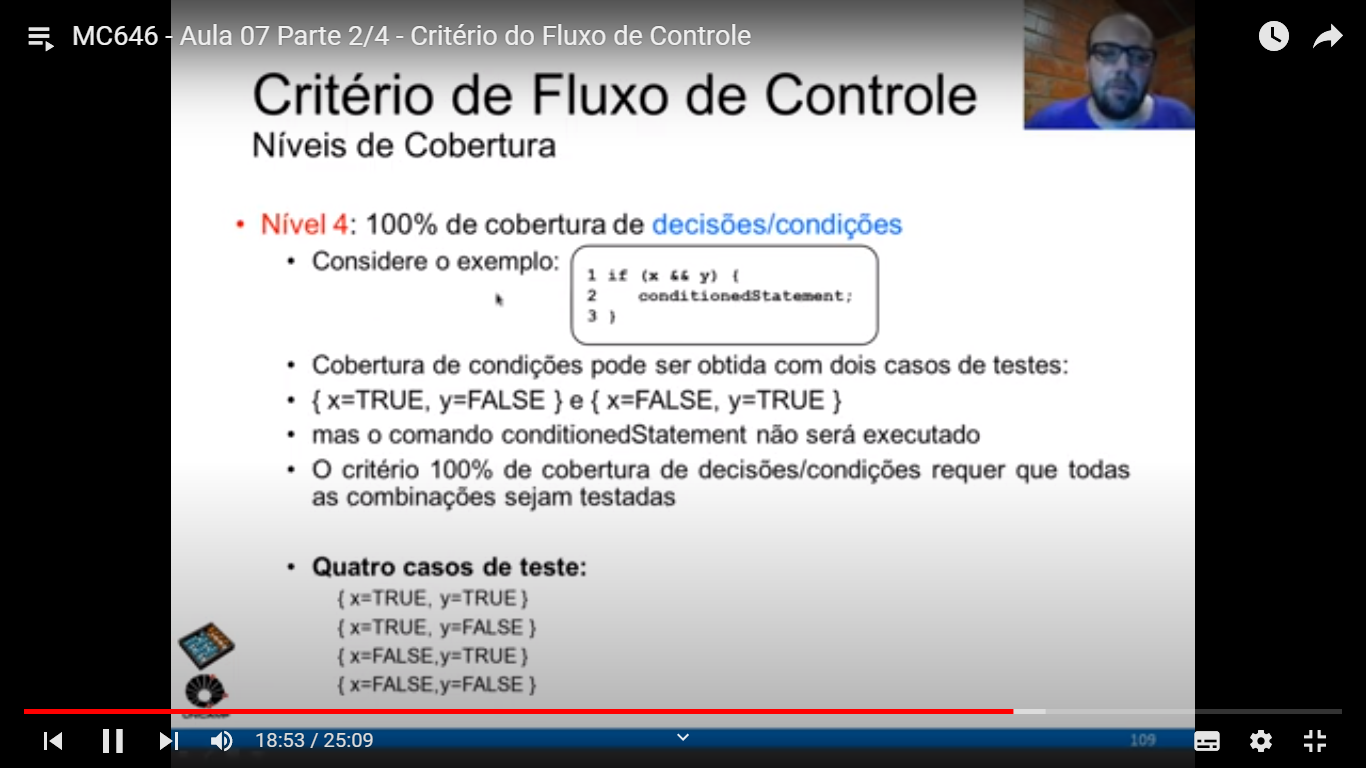 MC646 - Aula 07 Parte 2/4 - Critério do Fluxo de Controle
Critério de Fluxo de Controle
Níveis de Cobertura
• Nível 4: 100% de cobertura de decisões/condições
• Considere o exemplo:
1 if (x && y) {
2 conditionedStatement;
3 }
• Cobertura de condições pode ser obtida com dois casos de testes:
• { x=TRUE, y=FALSE } e { x=FALSE, y=TRUE }
• mas o comando conditionedStatement não será executado
• O critério 100% de cobertura de decisões/condições requer que todas
as combinações sejam testadas
• Quatro casos de teste:
{ x=TRUE, y=TRUE }
{ x=TRUE, y=FALSE }
{ x=FALSE,y=TRUE }
{ x=FALSE,y=FALSE }
UNICAMP
18:53 / 25:09
109